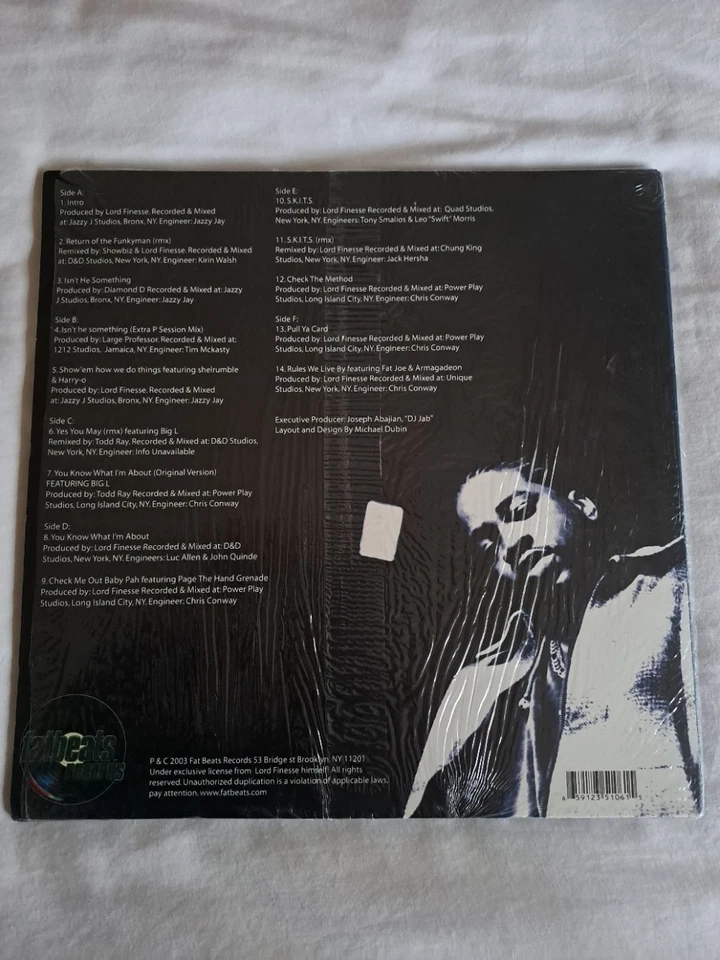 Side A:
1. Intro
Produced by Lord Finesse. Recorded & Mixed
at: Jazzy J Studios, Bronx, NY. Engineer: Jazzy Jay
2. Return of the Funkyman (rmx)
Remixed by: Showbiz & Lord Finesse. Recorded & Mixed
at: D&D Studios, New York, NY. Engineer: Kirin Walsh
3. Isn't He Something
Produced by: Diamond D Recorded & Mixed at: Jazzy
J Studios, Bronx, NY. Engineer: Jazzy Jay
Side B:
4. Isn't he something (Extra P Session Mix)
Produced by: Large Professor. Recorded & Mixed at:
1212 Studios, Jamaica, NY. Engineer: Tim Mckasty
5. Show'em how we do things featuring shelrumble
& Harry-o
Produced by: Lord Finesse. Recorded & Mixed
at: Jazzy J Studios, Bronx, NY. Engineer: Jazzy Jay
Side C:
6. Yes You May (rmx) featuring Big L
Remixed by: Todd Ray. Recorded & Mixed at: D&D Studios,
New York, NY. Engineer: Info Unavailable
7. You Know What I'm About (Original Version)
FEATURING BIG L
Produced by: Todd Ray Recorded & Mixed at: Power Play
Studios, Long Island City, NY. Engineer: Chris Conway
Side D:
8. You Know What I'm About
Produced by: Lord Finesse Recorded & Mixed at: D&D
Studios, New York, NY. Engineers: Luc Allen & John Quinde
9. Check Me Out Baby Pah featuring Page The Hand Grenade
Produced by: Lord Finesse Recorded & Mixed at: Power Play
Studios, Long Island City, NY. Engineer: Chris Conway
Side E:
10. S.K.I.T.S.
Produced by: Lord Finesse Recorded & Mixed at: Quad Studios,
New York, NY. Engineers: Tony Smalios & Leo "Swift" Morris
11. S.K.I.T.S. (rmx)
Remixed by: Lord Finesse Recorded & Mixed at: Chung King
Studios, New York, NY. Engineer: Jack Hersha
12. Check The Method
Produced by: Lord Finesse Recorded & Mixed at: Power Play
Studios, Long Island City, NY. Engineer: Chris Conway
Side F:
13. Pull Ya Card
Produced by: Lord Finesse Recorded & Mixed at: Power Play
Studios, Long Island City, NY. Engineer: Chris Conway
14. Rules We Live By featuring Fat Joe & Armagadeon
Produced by: Lord Finesse Recorded & Mixed at: Unique
Studios, New York, NY. Engineer: Chris Conway
Executive Producer: Joseph Abajian, "DJ Jab"
Layout and Design By Michael Dubin
fatbeats
records
P & C 2003 Fat Beats Records 53 Bridge st Brooklyn, NY 11201
Under exclusive license from Lord Finesse himself! All rights
reserved. Unauthorized duplication is a violation of applicable laws.
pay attention. www.fatbeats.com
6 59123 51061 5